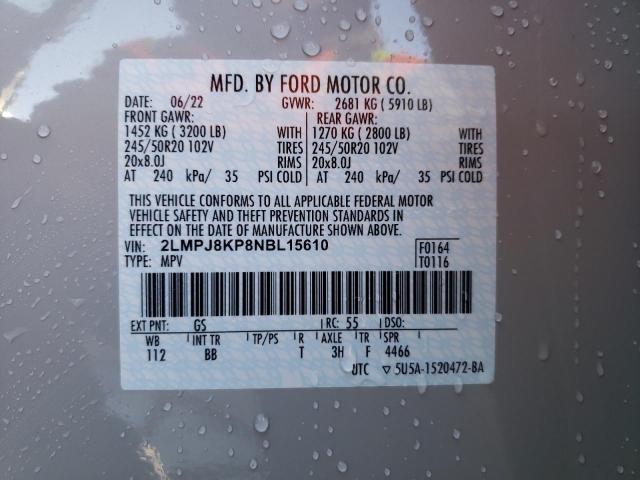 MFD. BY FORD MOTOR CO.
DATE: 06/22 GVWR: 2681 KG (5910 LB)
FRONT GAWR: REAR GAWR:
1452 KG (3200 LB) WITH 1270 KG (2800 LB) WITH
245/50R20 102V TIRES 245/50R20 102V TIRES
20x8.0J RIMS 20x8.0J RIMS
AT 240 kPa/ 35 PSI COLD AT 240 kPa/ 35 PSI COLD
THIS VEHICLE CONFORMS TO ALL APPLICABLE FEDERAL MOTOR
VEHICLE SAFETY AND THEFT PREVENTION STANDARDS IN
EFFECT ON THE DATE OF MANUFACTURE SHOWN ABOVE.
VIN: 2LMPJ8KP8NBL15610 F0164
TYPE: MPV T0116
EXT PNT: GS RC: 55 DSO:
WB INT TR TP/PS R AXLE TR SPR
112 BB T 3H F 4466
UTC ▽ 5U5A-1520472-BA